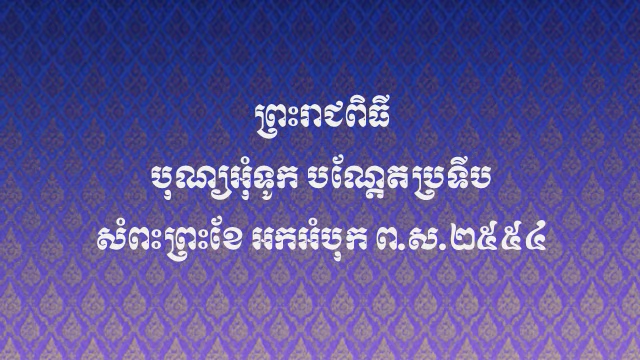 ព្រះរាជពិធី
បុណ្យអុំទូក បណ្តែតប្រទីប
សំពះព្រះខែ អកអំបុក ព.ស.២៥៥៤